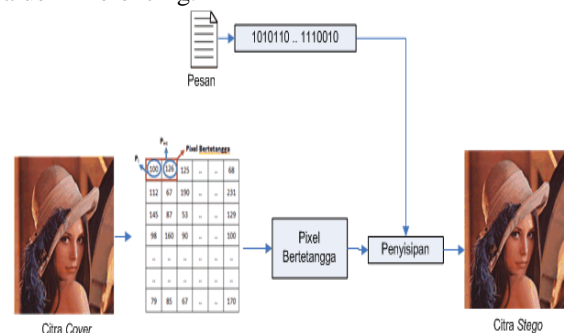 1010110 .. 1110010
Pesan
Pixel Bertetangga
100 126 125 .. .. 68
112 67 190 .. .. 231
145 87 53 .. .. 129
98 160 90 .. .. 100
.. .. .. .. .. ..
.. .. .. .. .. ..
79 85 67 .. .. 170
Pixel
Bertetangga
Penyisipan
Citra Cover
Citra Stego